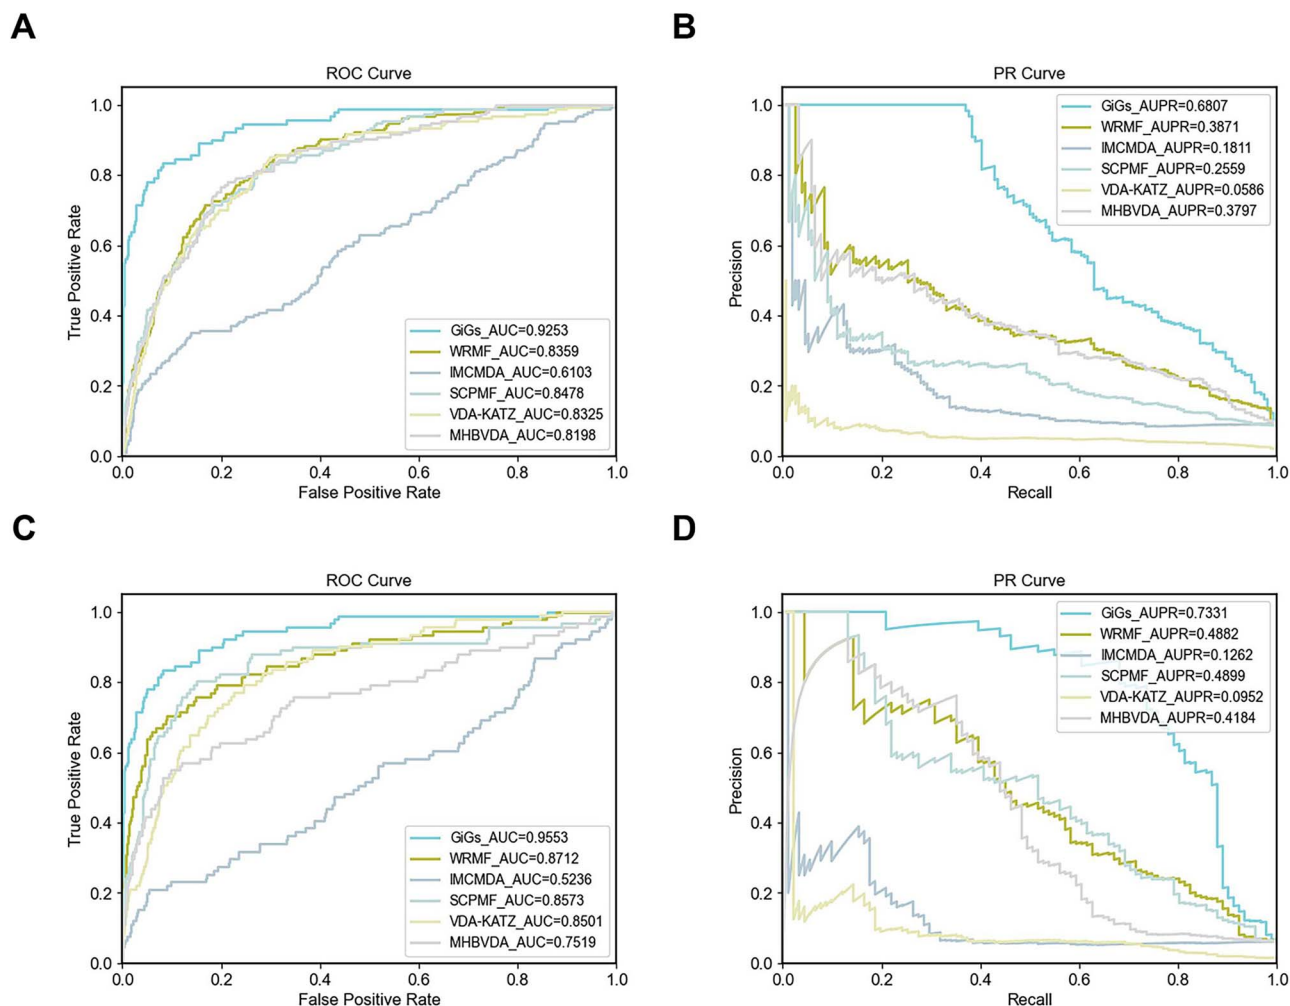 A
ROC Curve
1.0
0.8
0.6
0.4
0.2
0.0
True Positive Rate
GiGs_AUC=0.9253
WRMF_AUC=0.8359
IMCMDA_AUC=0.6103
SCPMF_AUC=0.8478
VDA-KATZ_AUC=0.8325
MHBVDA_AUC=0.8198
0.0 0.2 0.4 0.6 0.8 1.0
False Positive Rate
B
PR Curve
1.0
0.8
0.6
0.4
0.2
0.0
Precision
GiGs_AUPR=0.6807
WRMF_AUPR=0.3871
IMCMDA_AUPR=0.1811
SCPMF_AUPR=0.2559
VDA-KATZ_AUPR=0.0586
MHBVDA_AUPR=0.3797
0.0 0.2 0.4 0.6 0.8 1.0
Recall
C
ROC Curve
1.0
0.8
0.6
0.4
0.2
0.0
True Positive Rate
GiGs_AUC=0.9553
WRMF_AUC=0.8712
IMCMDA_AUC=0.5236
SCPMF_AUC=0.8573
VDA-KATZ_AUC=0.8501
MHBVDA_AUC=0.7519
0.0 0.2 0.4 0.6 0.8 1.0
False Positive Rate
D
PR Curve
1.0
0.8
0.6
0.4
0.2
0.0
Precision
GiGs_AUPR=0.7331
WRMF_AUPR=0.4882
IMCMDA_AUPR=0.1262
SCPMF_AUPR=0.4899
VDA-KATZ_AUPR=0.0952
MHBVDA_AUPR=0.4184
0.0 0.2 0.4 0.6 0.8 1.0
Recall